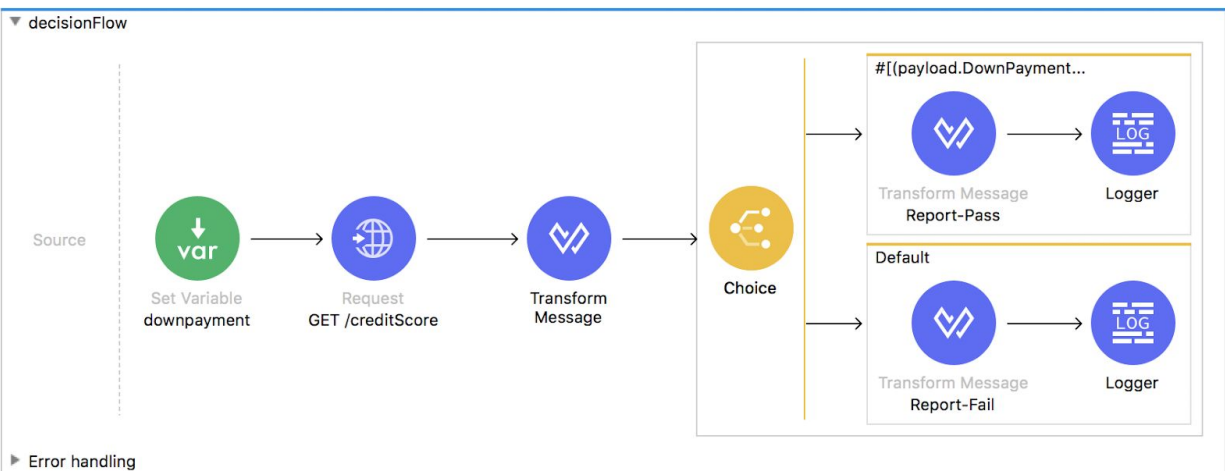 decisionFlow
Source
var
Set Variable
downpayment
Request
GET /creditScore
Transform
Message
Choice
#[(payload.DownPayment...
LOG
Transform Message
Report-Pass
Logger
Default
LOG
Transform Message
Report-Fail
Logger
Error handling